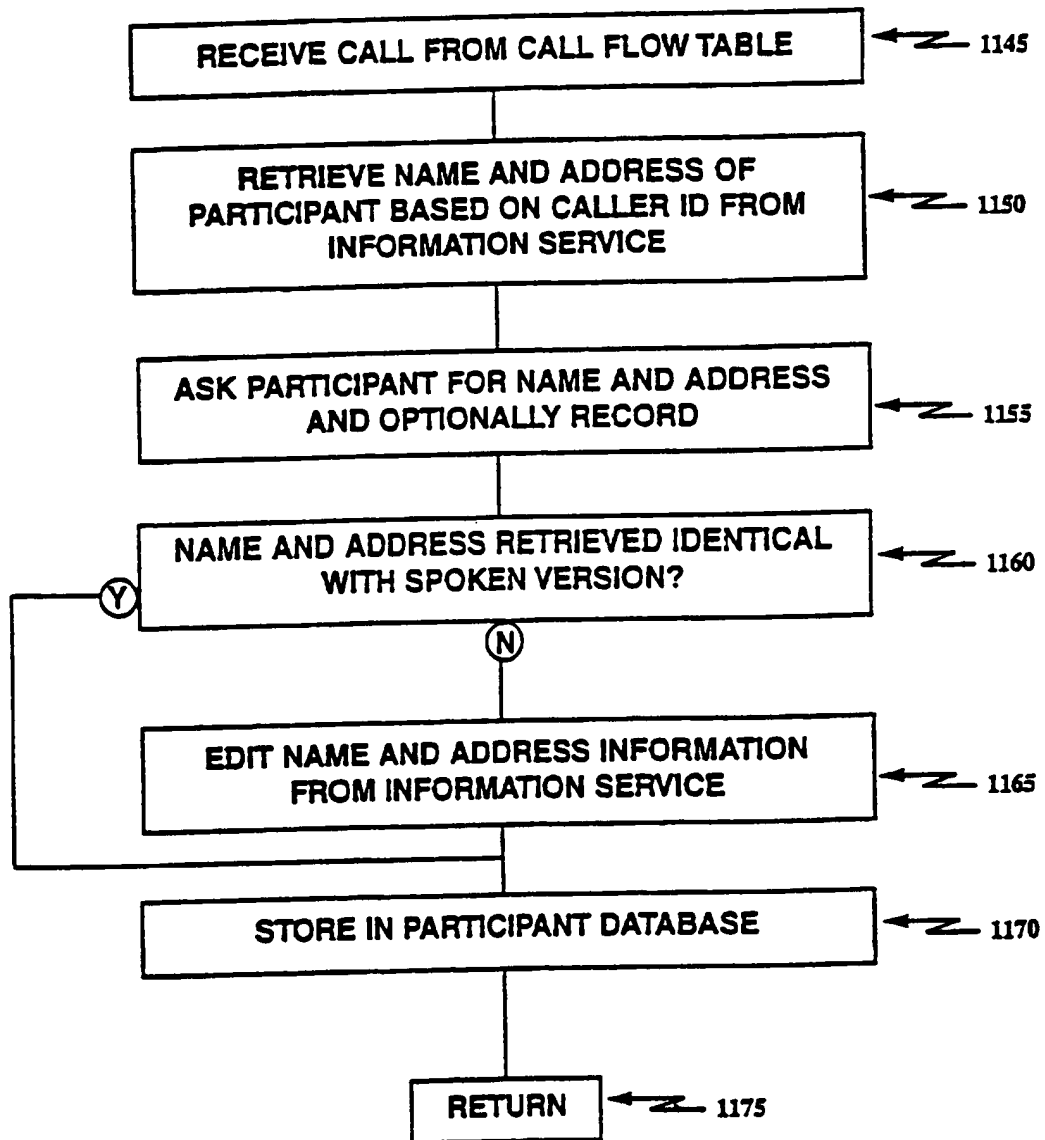 RECEIVE CALL FROM CALL FLOW TABLE
1145
RETRIEVE NAME AND ADDRESS OF
PARTICIPANT BASED ON CALLER ID FROM
INFORMATION SERVICE
1150
ASK PARTICIPANT FOR NAME AND ADDRESS
AND OPTIONALLY RECORD
1155
NAME AND ADDRESS RETRIEVED IDENTICAL
WITH SPOKEN VERSION?
1160
Y
N
EDIT NAME AND ADDRESS INFORMATION
FROM INFORMATION SERVICE
1165
STORE IN PARTICIPANT DATABASE
1170
RETURN
1175